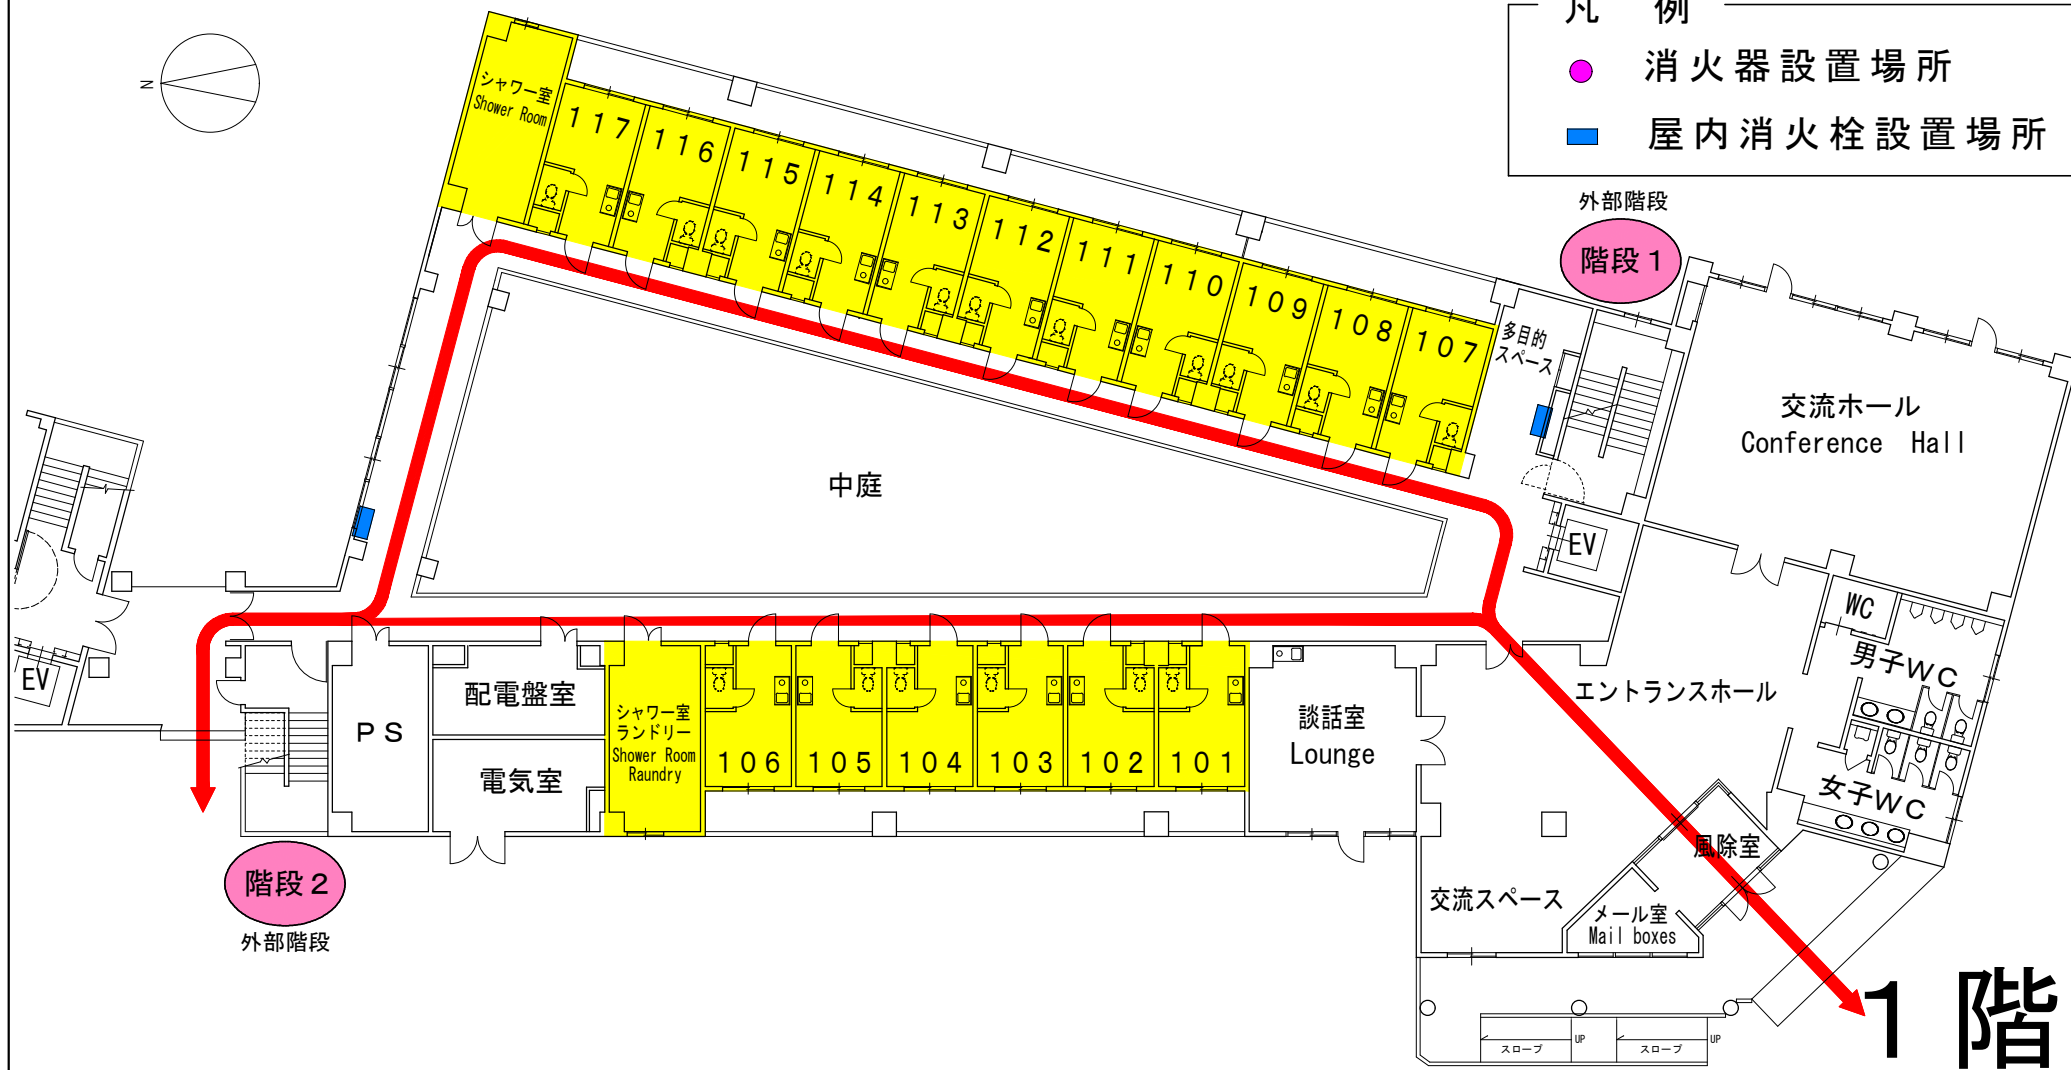 凡　例
消火器設置場所
屋内消火栓設置場所
N
シャワー室
Shower Room
117
116
115
114
113
112
111
110
109
108
107
外部階段
階段1
多目的
スペース
交流ホール
Conference Hall
中庭
EV
WC
男子WC
女子WC
エントランスホール
EV
PS
配電盤室
電気室
シャワー室
ランドリー
Shower Room
Raundry
106
105
104
103
102
101
談話室
Lounge
風除室
交流スペース
メール室
Mail boxes
階段2
外部階段
スロープ
UP
スロープ
UP
1階